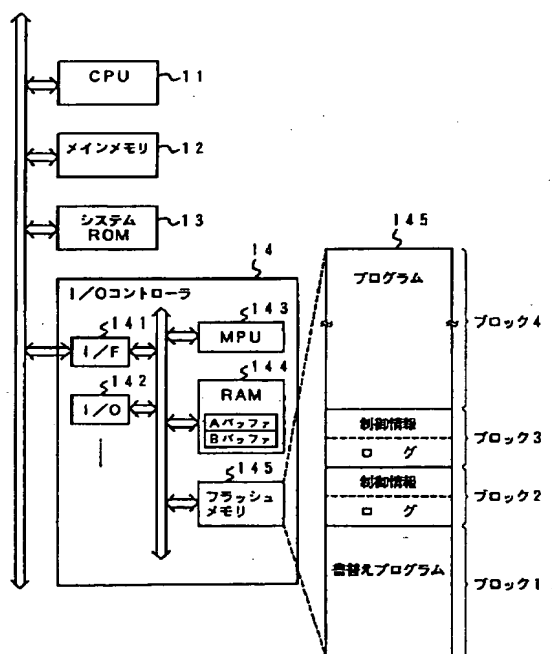 CPU
11
メインメモリ
12
システム
ROM
13
14
I/Oコントローラ
141
I/F
142
I/O
143
MPU
144
RAM
Aバッファ
Bバッファ
145
フラッシュ
メモリ
145
プログラム
ブロック4
制御情報
ログ
ブロック3
制御情報
ログ
ブロック2
書替えプログラム
ブロック1